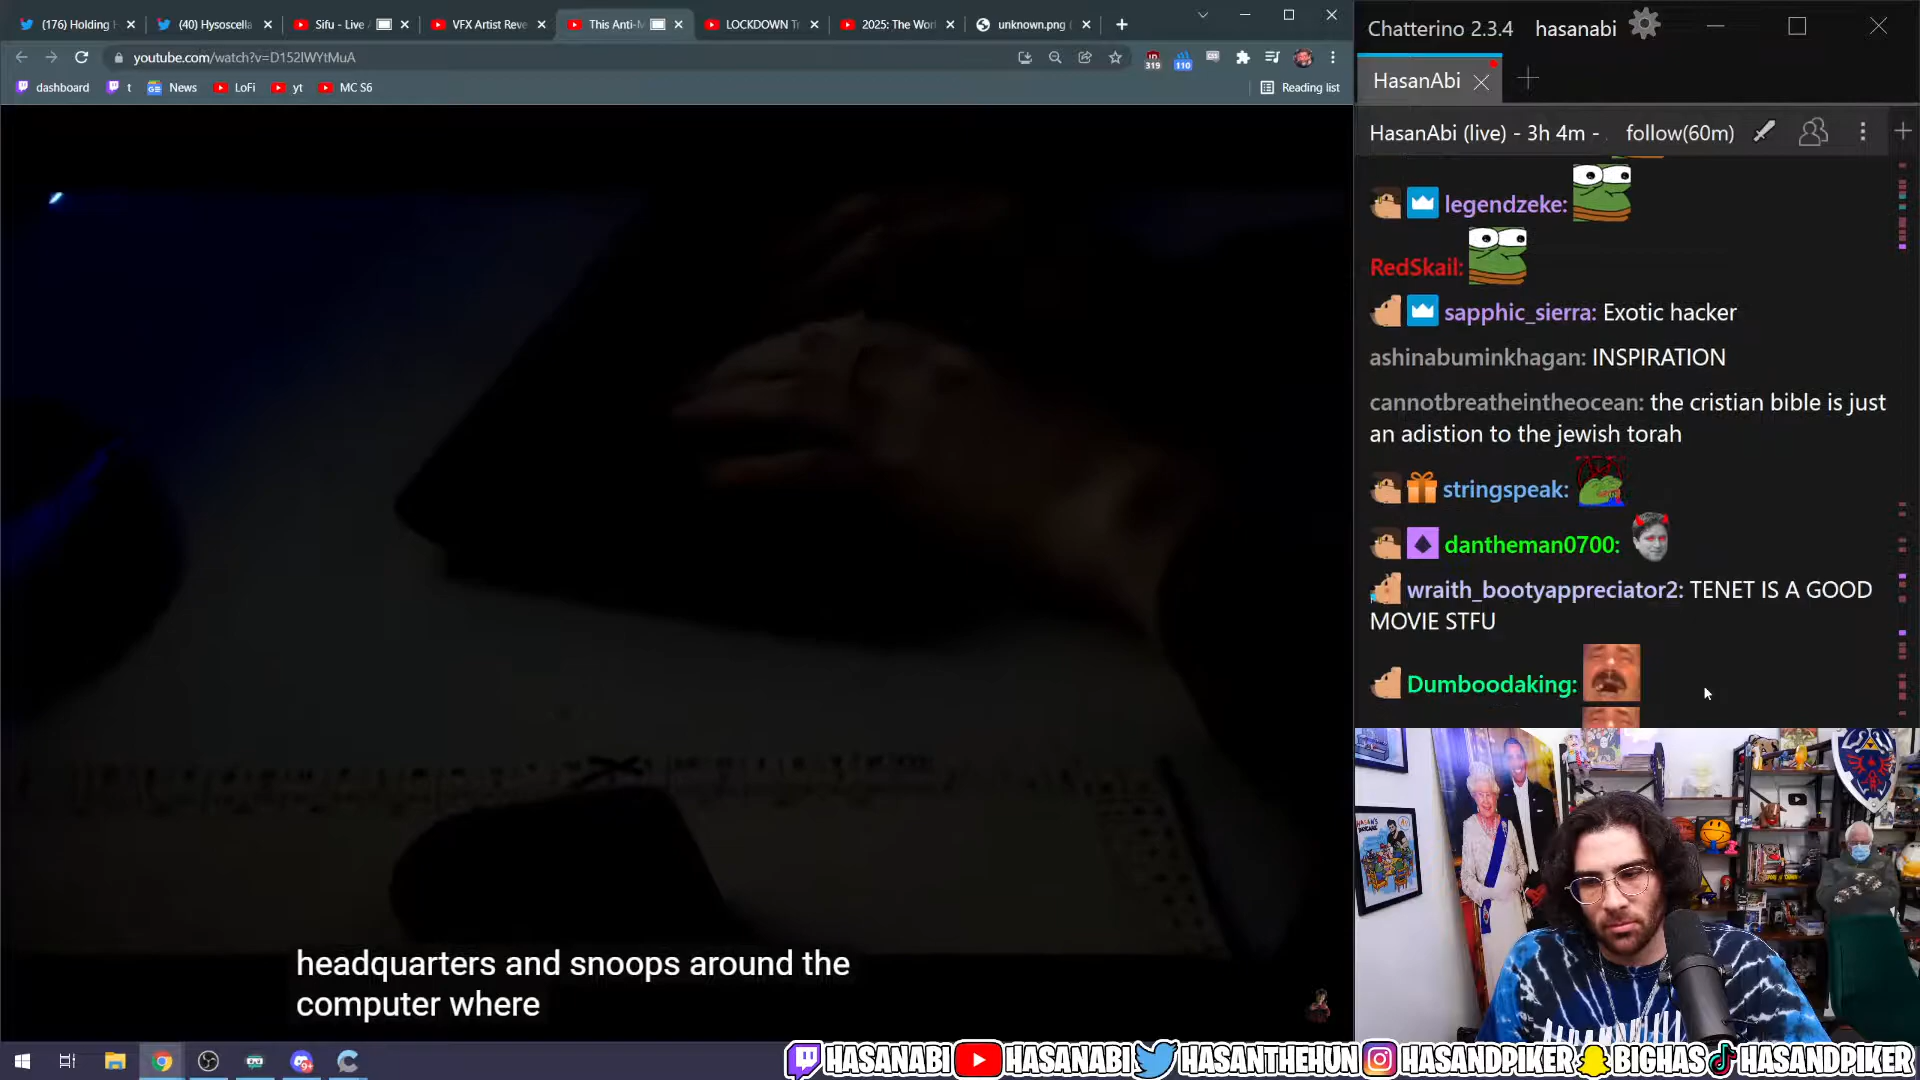 (176) Holding H
(40) Hysoscella
Sifu - Live
VFX Artist Reve
This Anti-M
LOCKDOWN T
2025: The Worl
unknown.png (
youtube.com/watch?v=D152IWYtMuA
319
110
dashboard
t
News
LoFi
yt
MC S6
Reading list
Chatterino 2.3.4
hasanabi
HasanAbi
HasanAbi (live) - 3h 4m -
follow(60m)
legendzeke:
RedSkail:
sapphic_sierra: Exotic hacker
ashinabuminkhagan: INSPIRATION
cannotbreatheintheocean: the cristian bible is just
an adistion to the jewish torah
stringspeak:
dantheman0700:
wraith_bootyappreciator2: TENET IS A GOOD
MOVIE STFU
Dumboodaking:
headquarters and snoops around the
computer where
HASANABI
HASANABI
HASANTHEHUN
HASANDPIKER
BIGHAS
HASANDPIKER